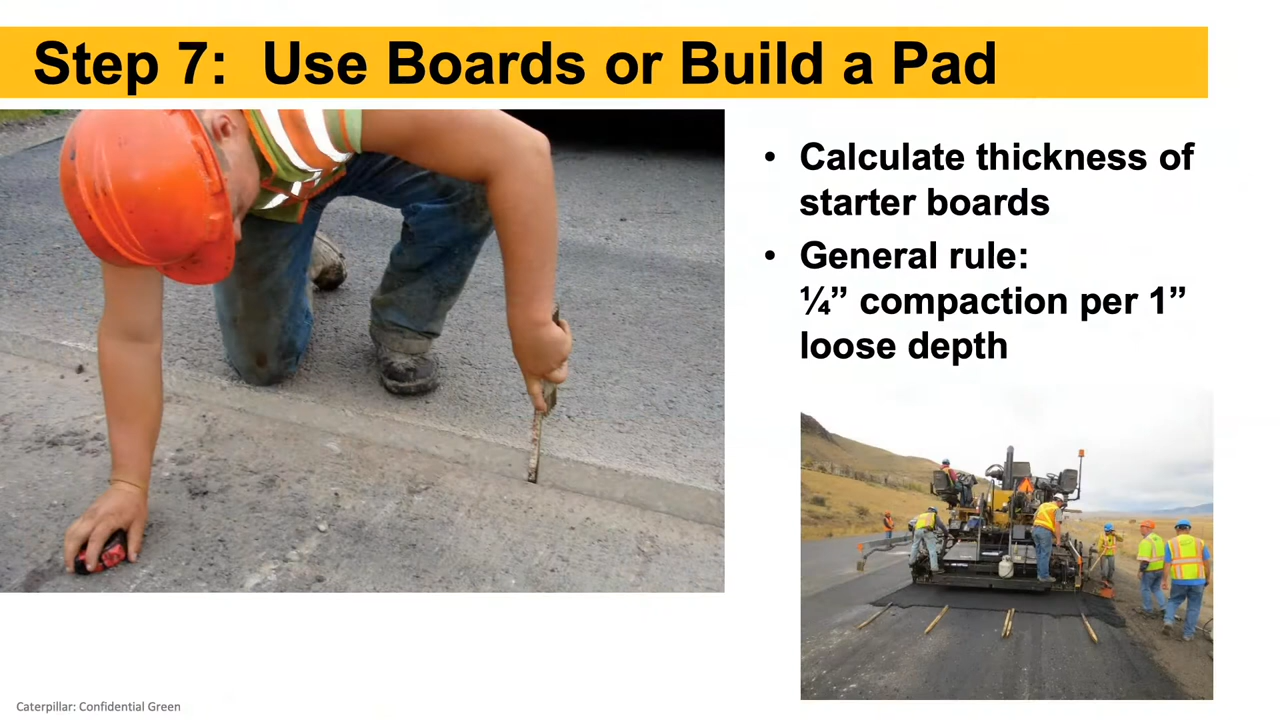 Step 7:  Use Boards or Build a Pad
• Calculate thickness of
starter boards
• General rule:
¼” compaction per 1”
loose depth
Caterpillar: Confidential Green